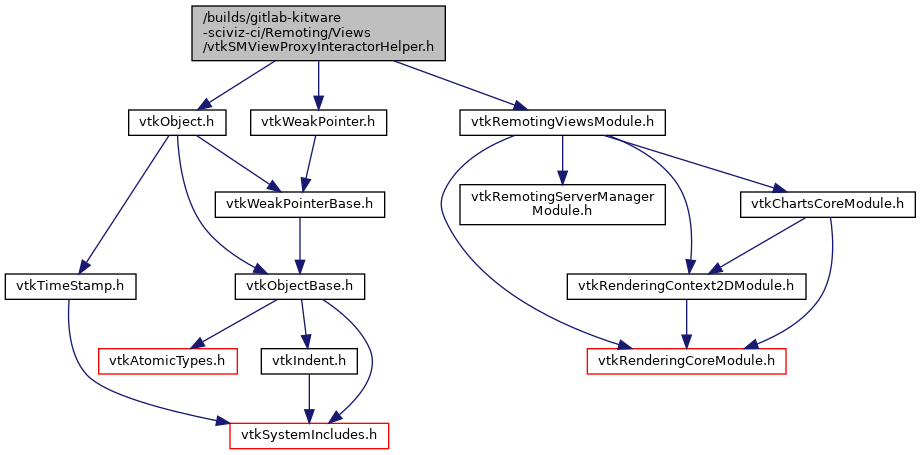 /builds/gitlab-kitware
-sciviz-ci/Remoting/Views
/vtkSMViewProxyInteractorHelper.h
vtkObject.h
vtkWeakPointer.h
vtkRemotingViewsModule.h
vtkWeakPointerBase.h
vtkRemotingServerManager
Module.h
vtkChartsCoreModule.h
vtkTimeStamp.h
vtkObjectBase.h
vtkRenderingContext2DModule.h
vtkAtomicTypes.h
vtkIndent.h
vtkRenderingCoreModule.h
vtkSystemIncludes.h